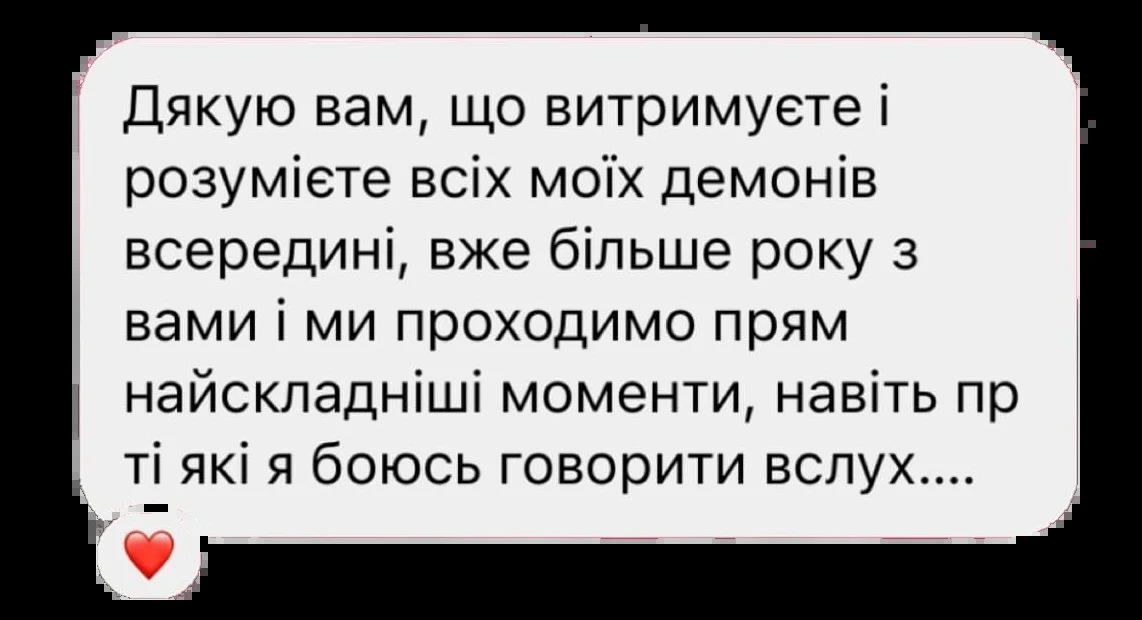 Дякую вам, що витримуєте і
розумієте всіх моїх демонів
всередині, вже більше року з
вами і ми проходимо прям
найскладніші моменти, навіть пр
ті які я боюсь говорити вслух....